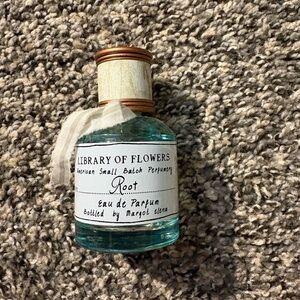 LIBRARY OF FLOWERS
American Small Batch Perfumery
Root
Eau de Parfum
Bottled by Margot Elena